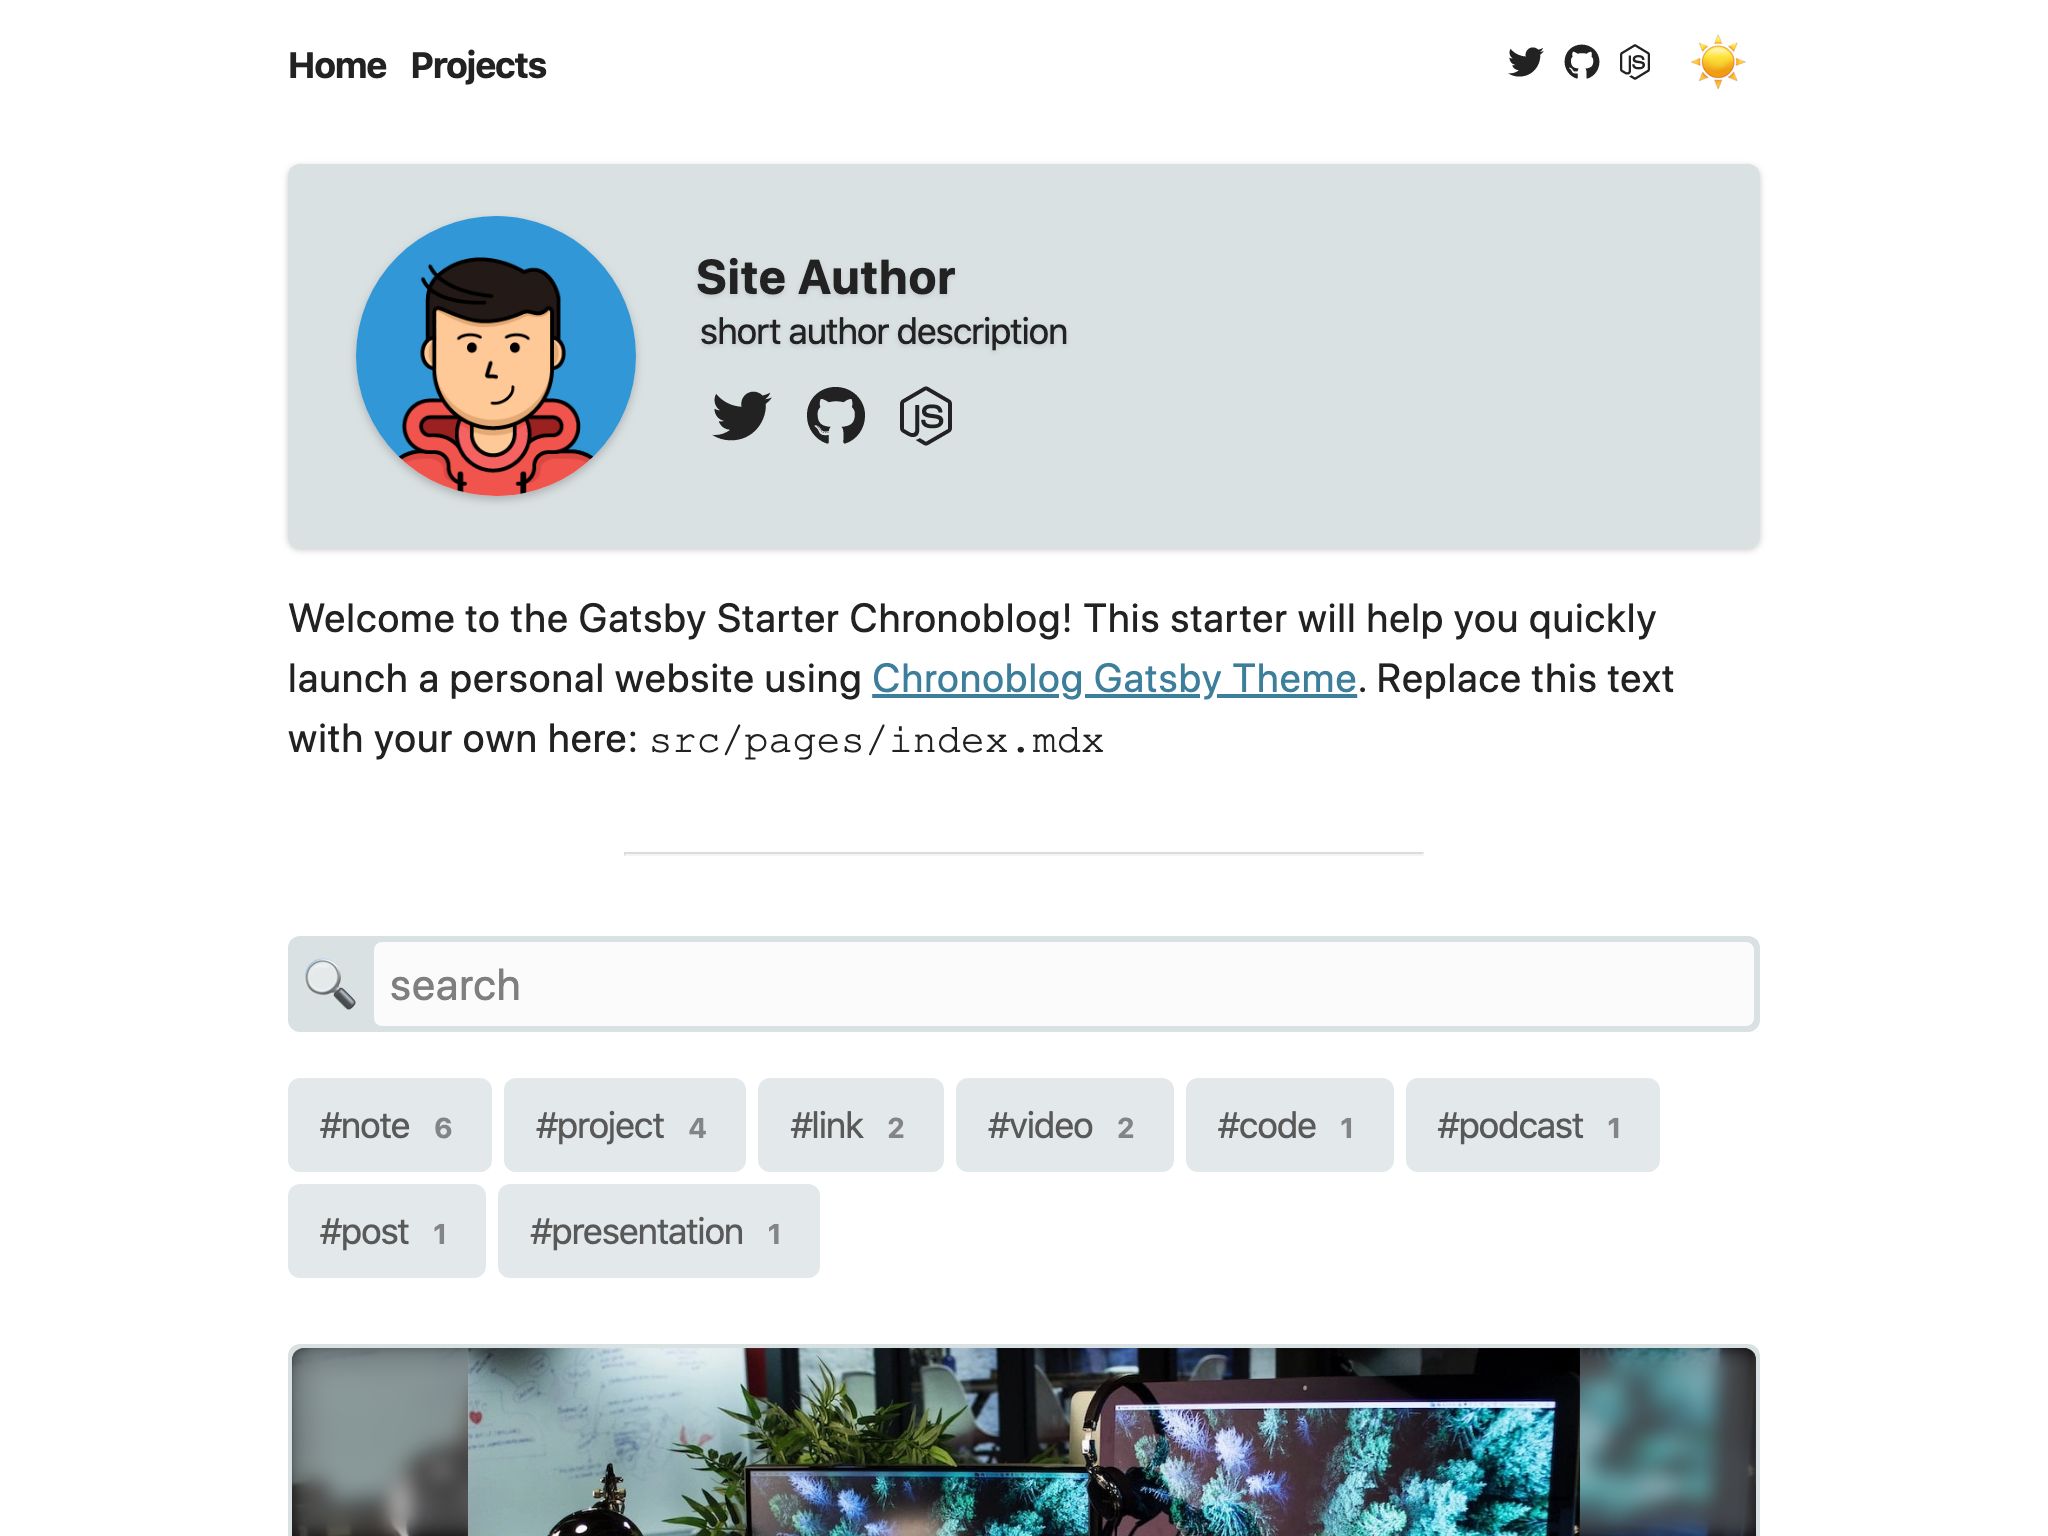 Home Projects
Site Author
short author description
JS
Welcome to the Gatsby Starter Chronoblog! This starter will help you quickly
launch a personal website using Chronoblog Gatsby Theme. Replace this text
with your own here: src/pages/index.mdx
search
#note 6 #project 4 #link 2 #video 2 #code 1 #podcast 1
#post 1 #presentation 1